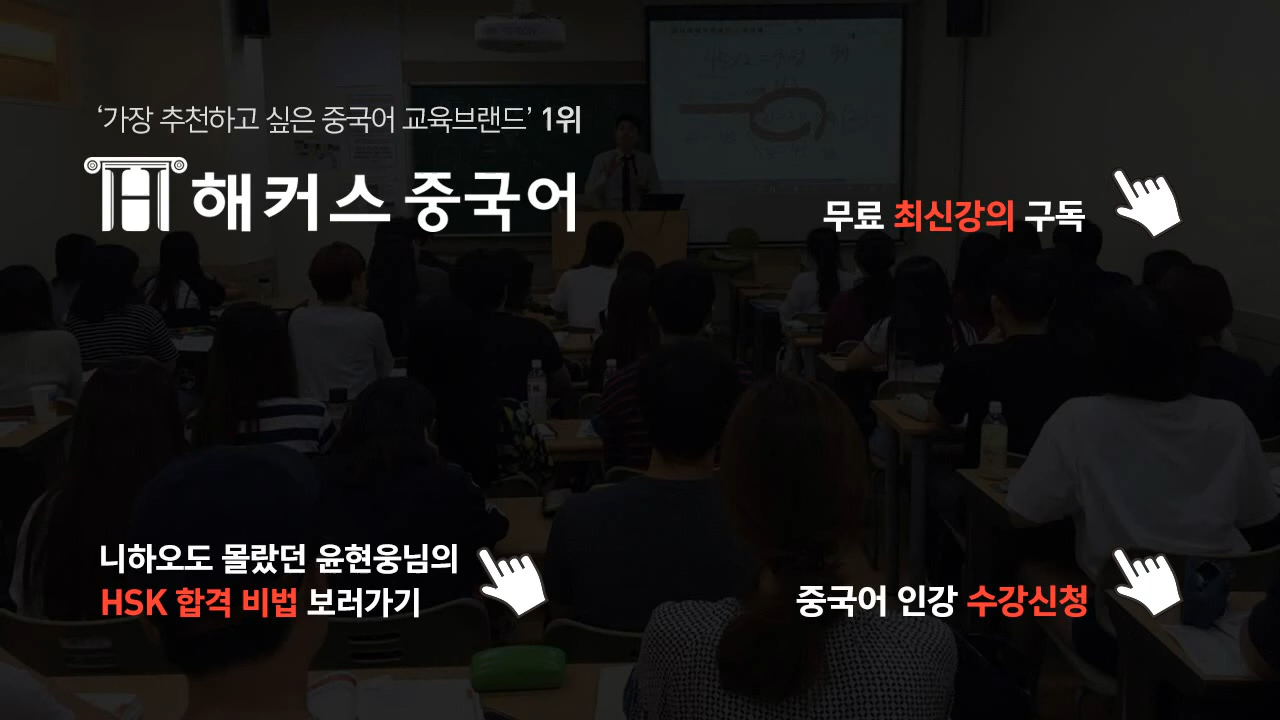 ‘가장 추천하고 싶은 중국어 교육브랜드’ 1위
해커스 중국어
무료 최신강의 구독
니하오도 몰랐던 윤현웅님의
HSK 합격 비법 보러가기
중국어 인강 수강신청